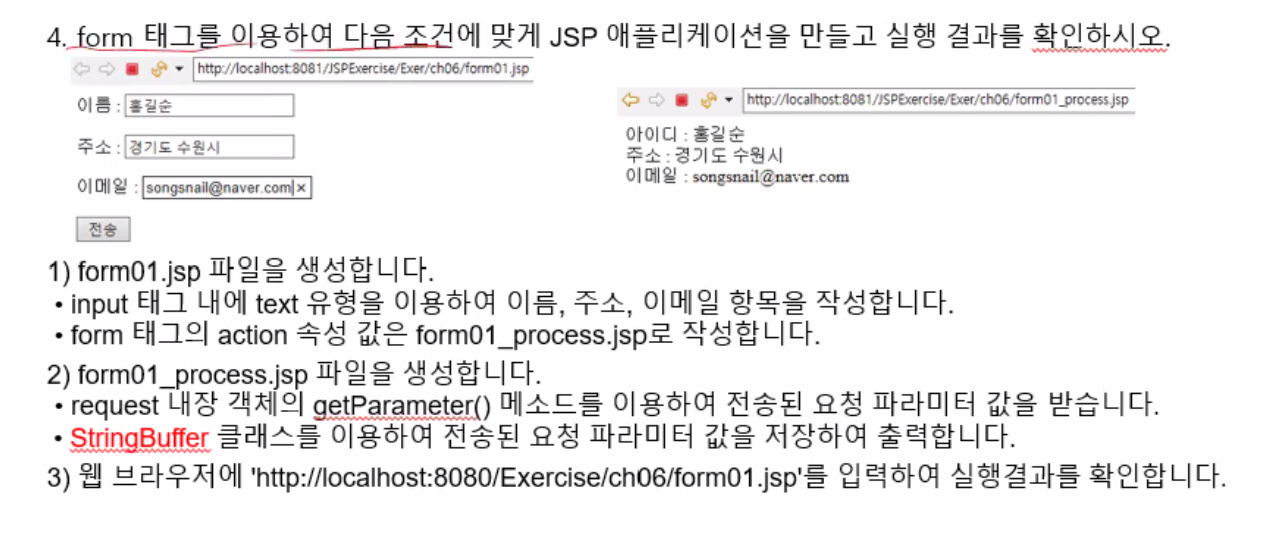 4. form 태그를 이용하여 다음 조건에 맞게 JSP 애플리케이션을 만들고 실행 결과를 확인하시오.
http://localhost:8081/JSPExercise/Exer/ch06/form01.jsp
이름 : 홍길순
주소 : 경기도 수원시
이메일 : songsnail@naver.com ×
전송
http://localhost:8081/JSPExercise/Exer/ch06/form01_process.jsp
아이디 : 홍길순
주소 : 경기도 수원시
이메일 : songsnail@naver.com
1) form01.jsp 파일을 생성합니다.
• input 태그 내에 text 유형을 이용하여 이름, 주소, 이메일 항목을 작성합니다.
• form 태그의 action 속성 값은 form01_process.jsp로 작성합니다.
2) form01_process.jsp 파일을 생성합니다.
• request 내장 객체의 getParameter() 메소드를 이용하여 전송된 요청 파라미터 값을 받습니다.
• StringBuffer 클래스를 이용하여 전송된 요청 파라미터 값을 저장하여 출력합니다.
3) 웹 브라우저에 'http://localhost:8080/Exercise/ch06/form01.jsp'를 입력하여 실행결과를 확인합니다.